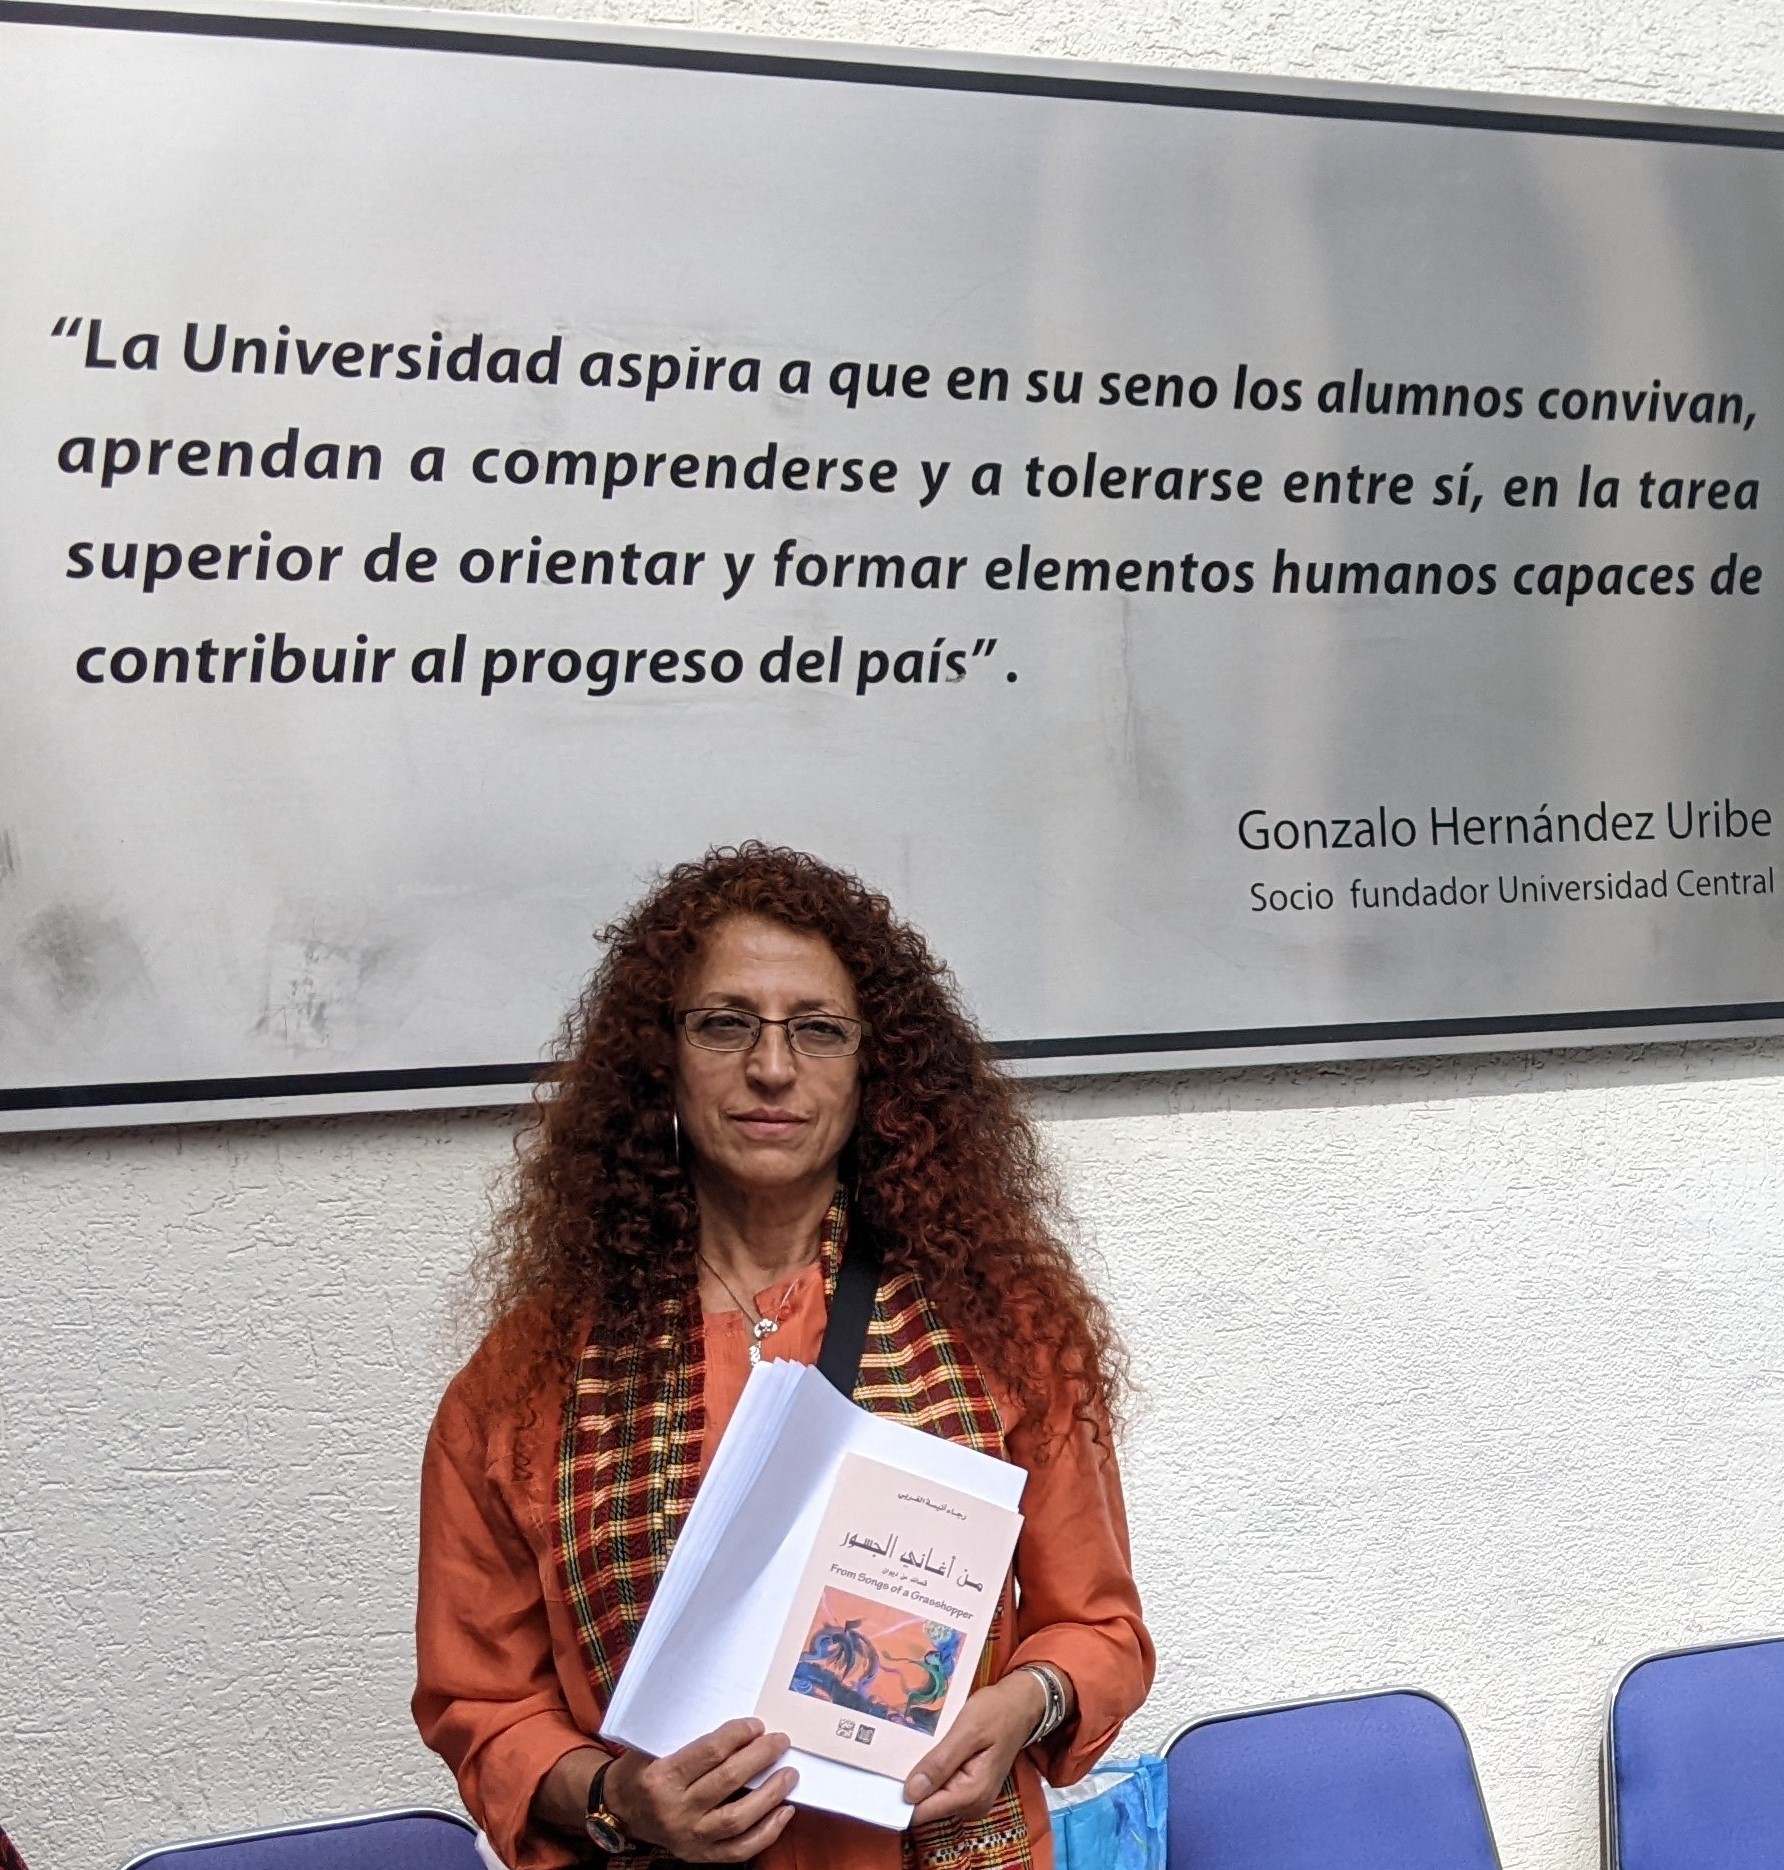 “La Universidad aspira a que en su seno los alumnos convivan,
aprendan a comprenderse y a tolerarse entre sí, en la tarea
superior de orientar y formar elementos humanos capaces de
contribuir al progreso del país”.
Gonzalo Hernández Uribe
Socio fundador Universidad Central
من أغاني الجسور
From Songs of a Grasshopper